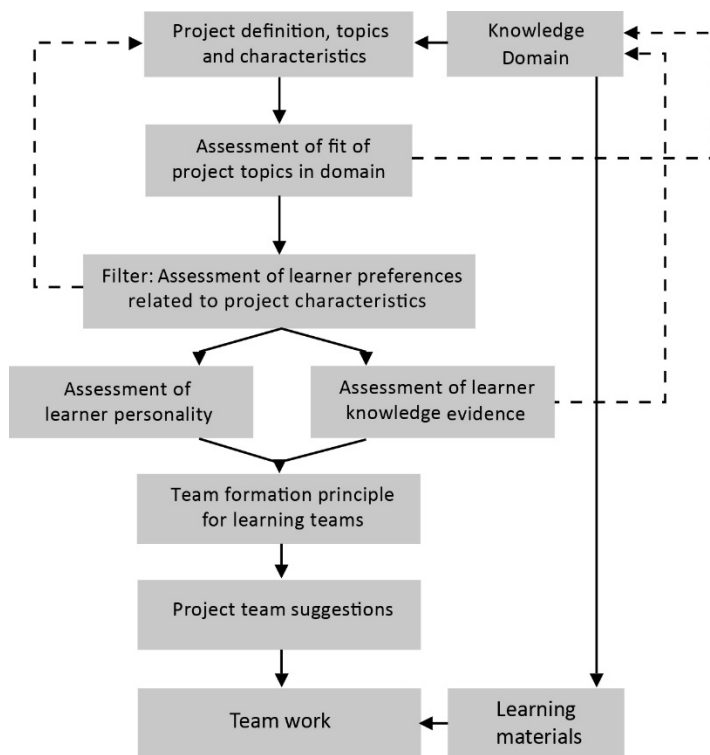 Project definition, topics
and characteristics
Knowledge
Domain
Assessment of fit of
project topics in domain
Filter: Assessment of learner preferences
related to project characteristics
Assessment of
learner personality
Assessment of learner
knowledge evidence
Team formation principle
for learning teams
Project team suggestions
Team work
Learning
materials